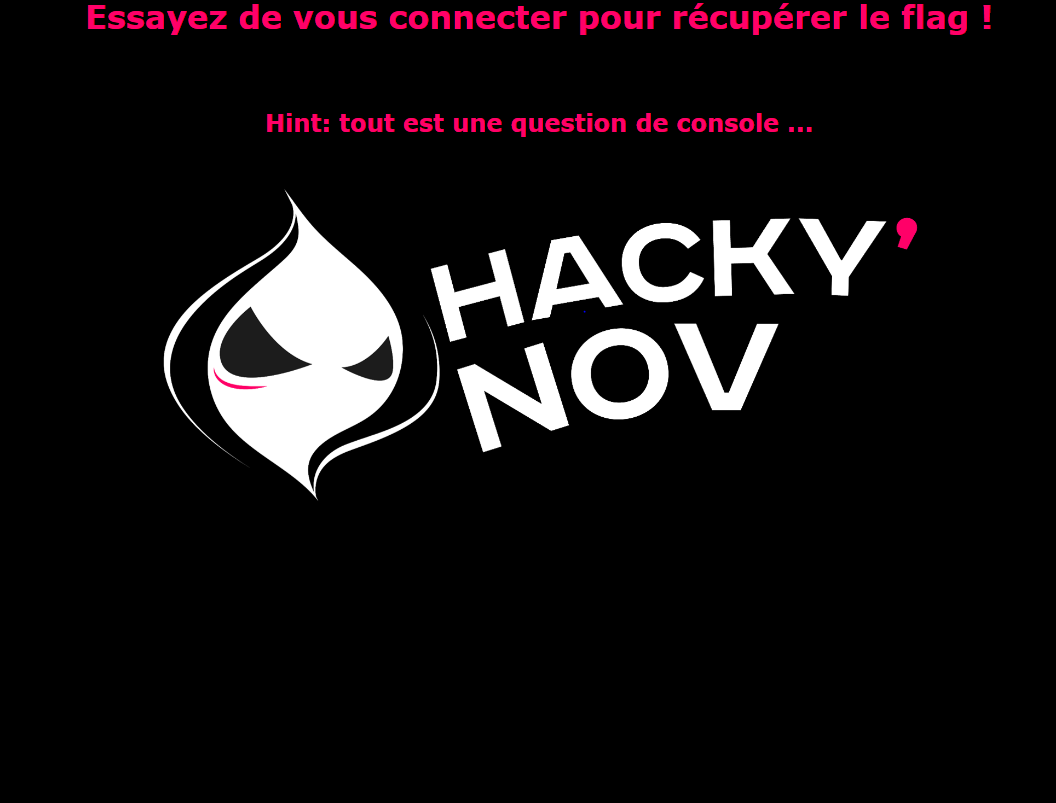 Essayez de vous connecter pour récupérer le flag !
Hint: tout est une question de console ...
HACKY'
NOV